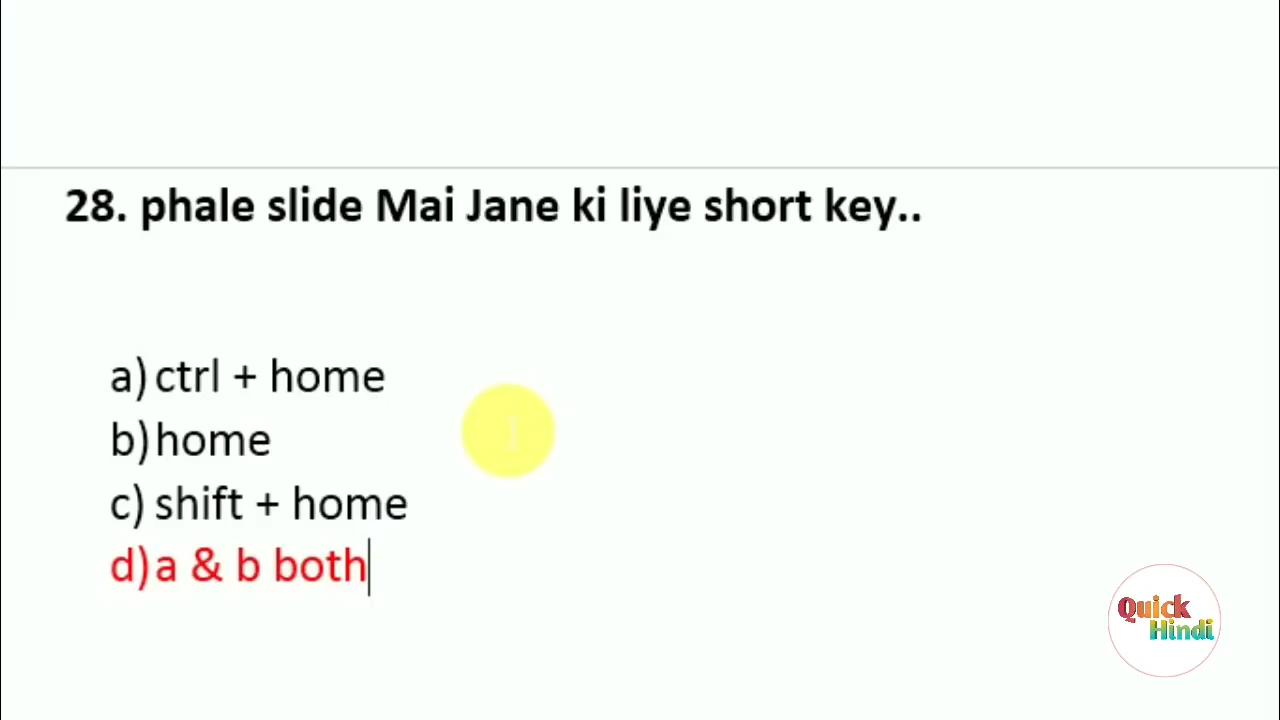 28. phale slide Mai Jane ki liye short key..
a) ctrl + home
b) home
c) shift + home
d) a & b both
Quick
Hindi